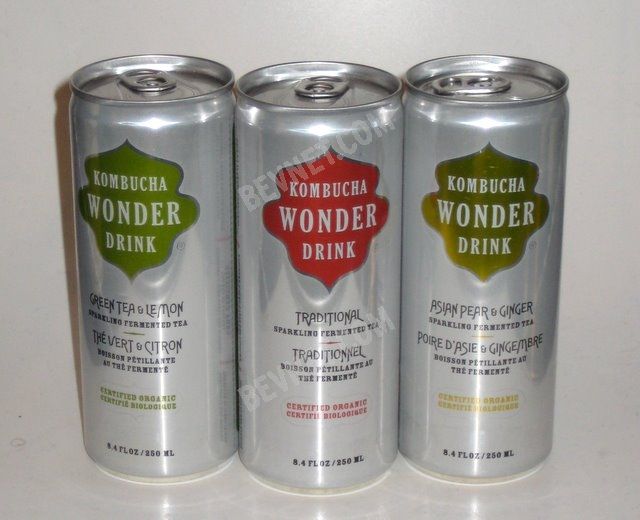 KOMBUCHA
WONDER
DRINK
GREEN TEA & LEMON
SPARKLING FERMENTED TEA
THÉ VERT & CITRON
BOISSON PÉTILLANTE
AU THÉ FERMENTÉ
CERTIFIED ORGANIC
CERTIFIÉ BIOLOGIQUE
8.4 FL OZ / 250 ML
KOMBUCHA
WONDER
DRINK
TRADITIONAL
SPARKLING FERMENTED TEA
TRADITIONNEL
BOISSON PÉTILLANTE AU
THÉ FERMENTÉ
CERTIFIED ORGANIC
CERTIFIÉ BIOLOGIQUE
8.4 FL OZ / 250 ML
KOMBUCHA
WONDER
DRINK
ASIAN PEAR & GINGER
SPARKLING FERMENTED TEA
POIRE D'ASIE & GINGEMBRE
BOISSON PÉTILLANTE AU
THÉ FERMENTÉ
CERTIFIED ORGANIC
CERTIFIÉ BIOLOGIQUE
8.4 FL OZ / 250 ML
BEVNET.COM
BEVNET.COM